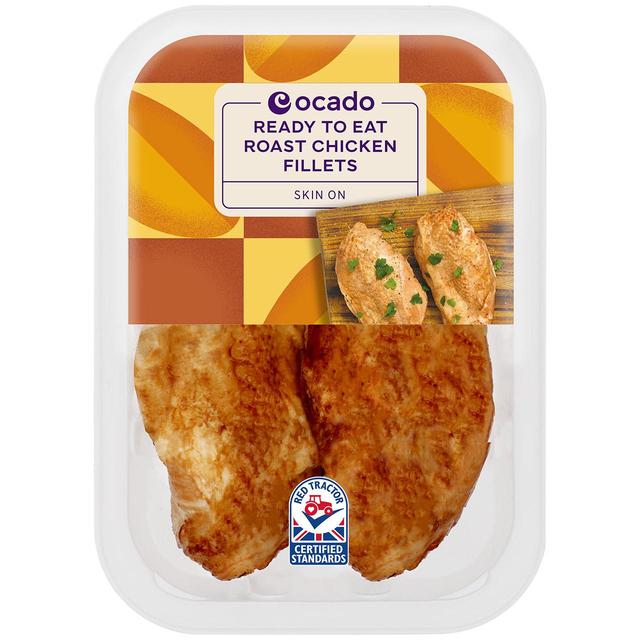 ocado
READY TO EAT
ROAST CHICKEN
FILLETS
SKIN ON
RED TRACTOR
CERTIFIED
STANDARDS